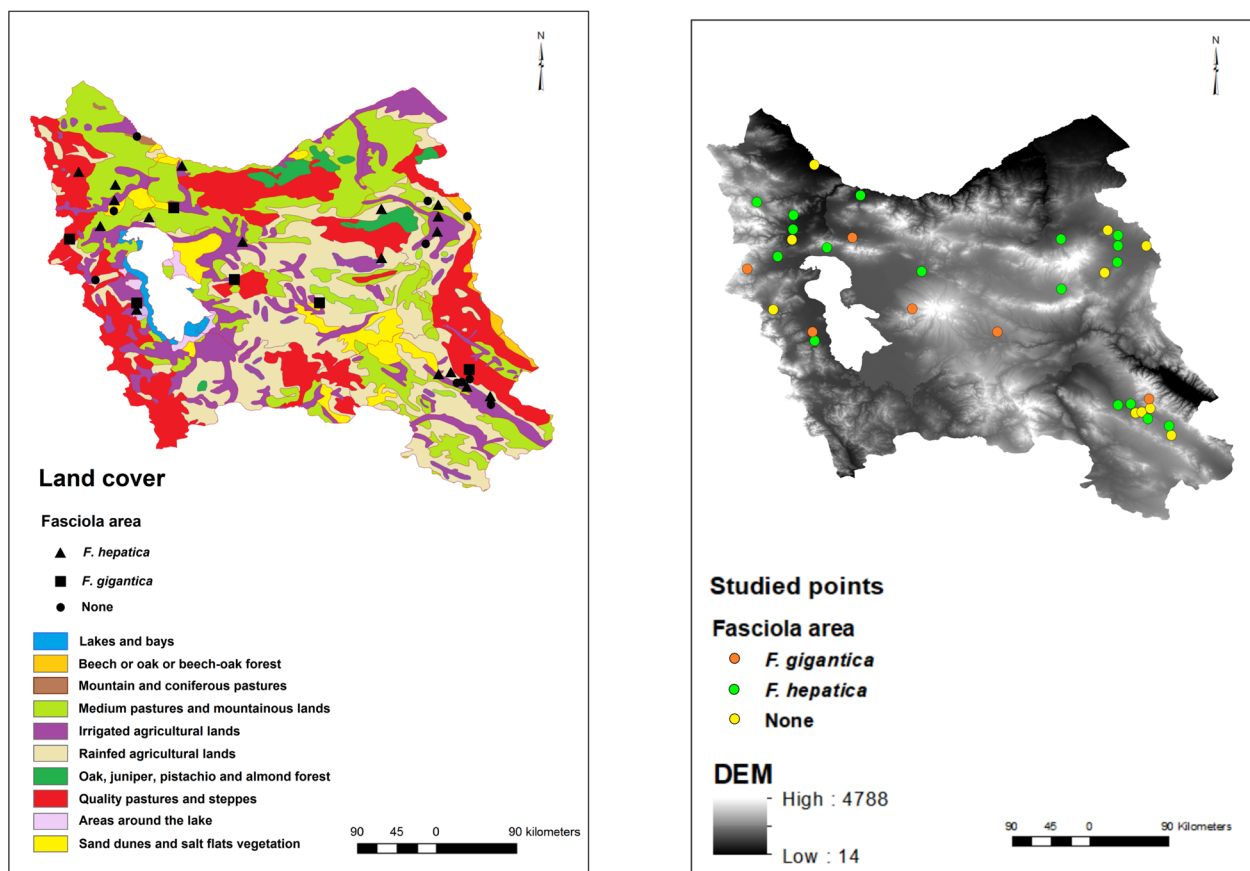 N
Land cover
Fasciola area
F. hepatica
F. gigantica
None
Lakes and bays
Beech or oak or beech-oak forest
Mountain and coniferous pastures
Medium pastures and mountainous lands
Irrigated agricultural lands
Rainfed agricultural lands
Oak, juniper, pistachio and almond forest
Quality pastures and steppes
Areas around the lake
Sand dunes and salt flats vegetation
90 45 0 90 kilometers
N
Studied points
Fasciola area
F. gigantica
F. hepatica
None
DEM
High : 4788
Low : 14
90 45 0 90 Kilometers